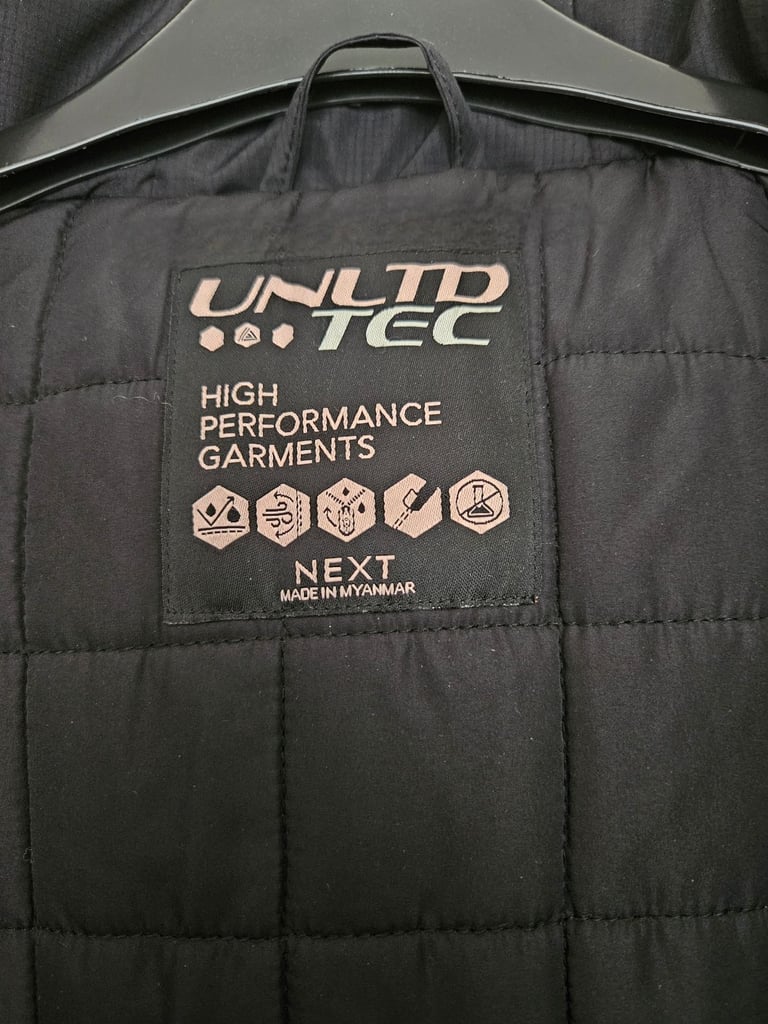 UNLTD
TEC
HIGH
PERFORMANCE
GARMENTS
NEXT
MADE IN MYANMAR